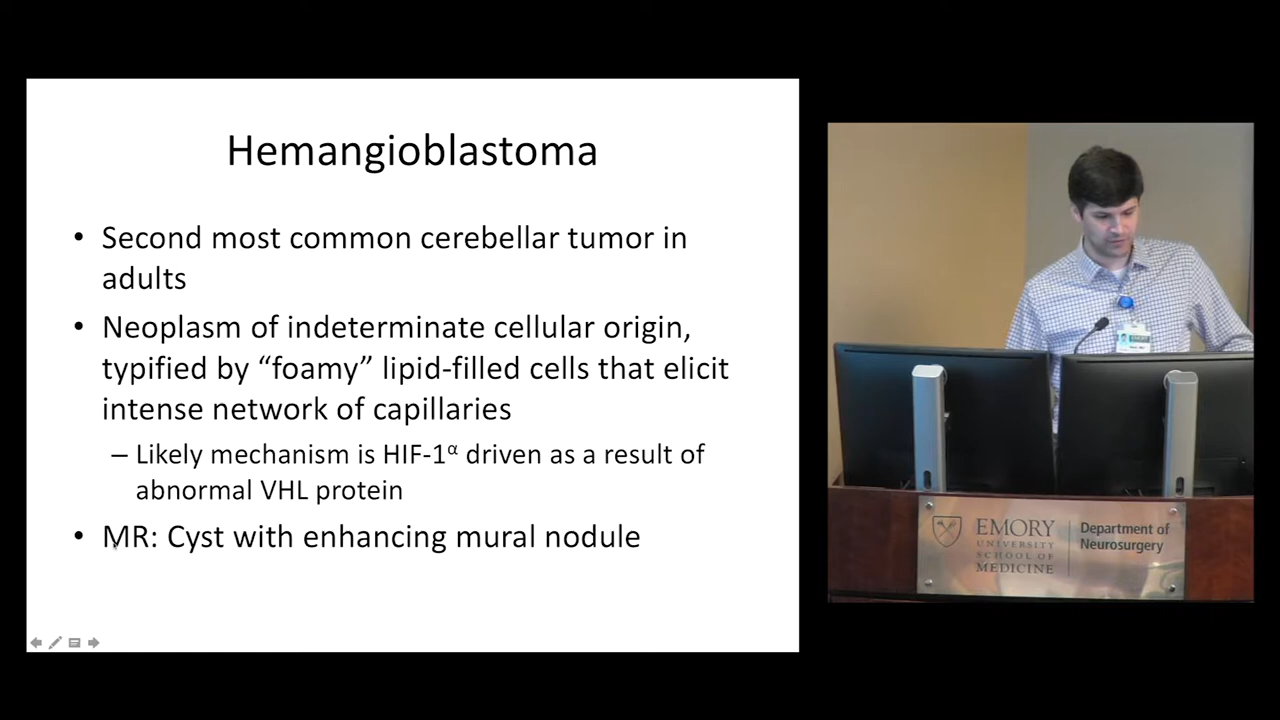 Hemangioblastoma
• Second most common cerebellar tumor in
adults
• Neoplasm of indeterminate cellular origin,
typified by “foamy” lipid-filled cells that elicit
intense network of capillaries
– Likely mechanism is HIF-1α driven as a result of
abnormal VHL protein
• MR: Cyst with enhancing mural nodule
EMORY
UNIVERSITY
SCHOOL OF
MEDICINE
Department of
Neurosurgery